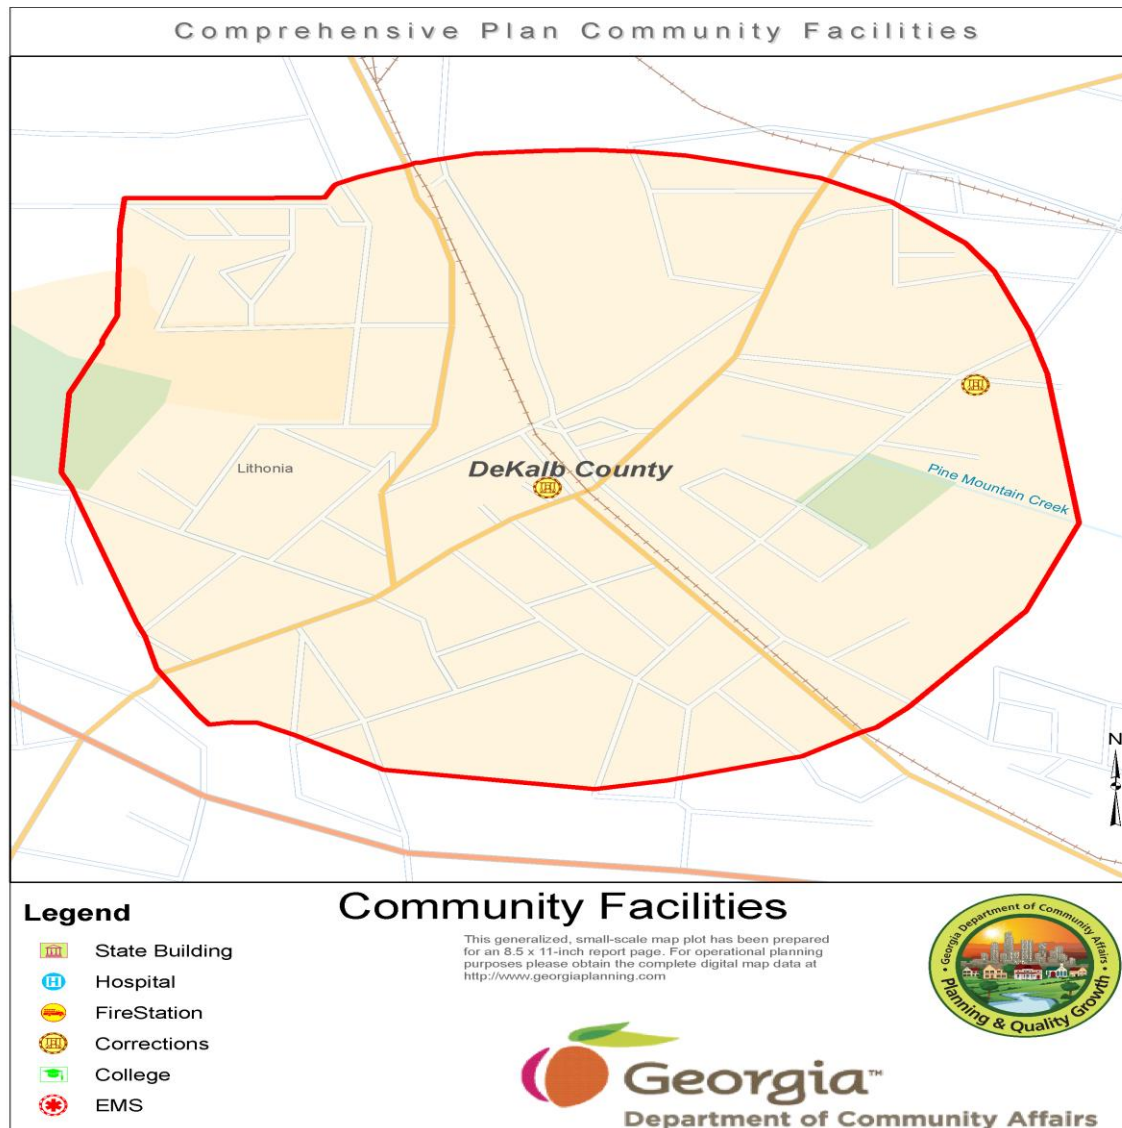 Comprehensive Plan Community Facilities
Lithonia
DeKalb County
Pine Mountain Creek
N
Legend
State Building
Hospital
FireStation
Corrections
College
EMS
Community Facilities
This generalized, small-scale map plot has been prepared
for an 8.5 x 11-inch report page. For operational planning
purposes please obtain the complete digital map data at
http://www.georgiaplanning.com
Georgia Department of Community Affairs
Planning & Quality Growth
Georgia™
Department of Community Affairs